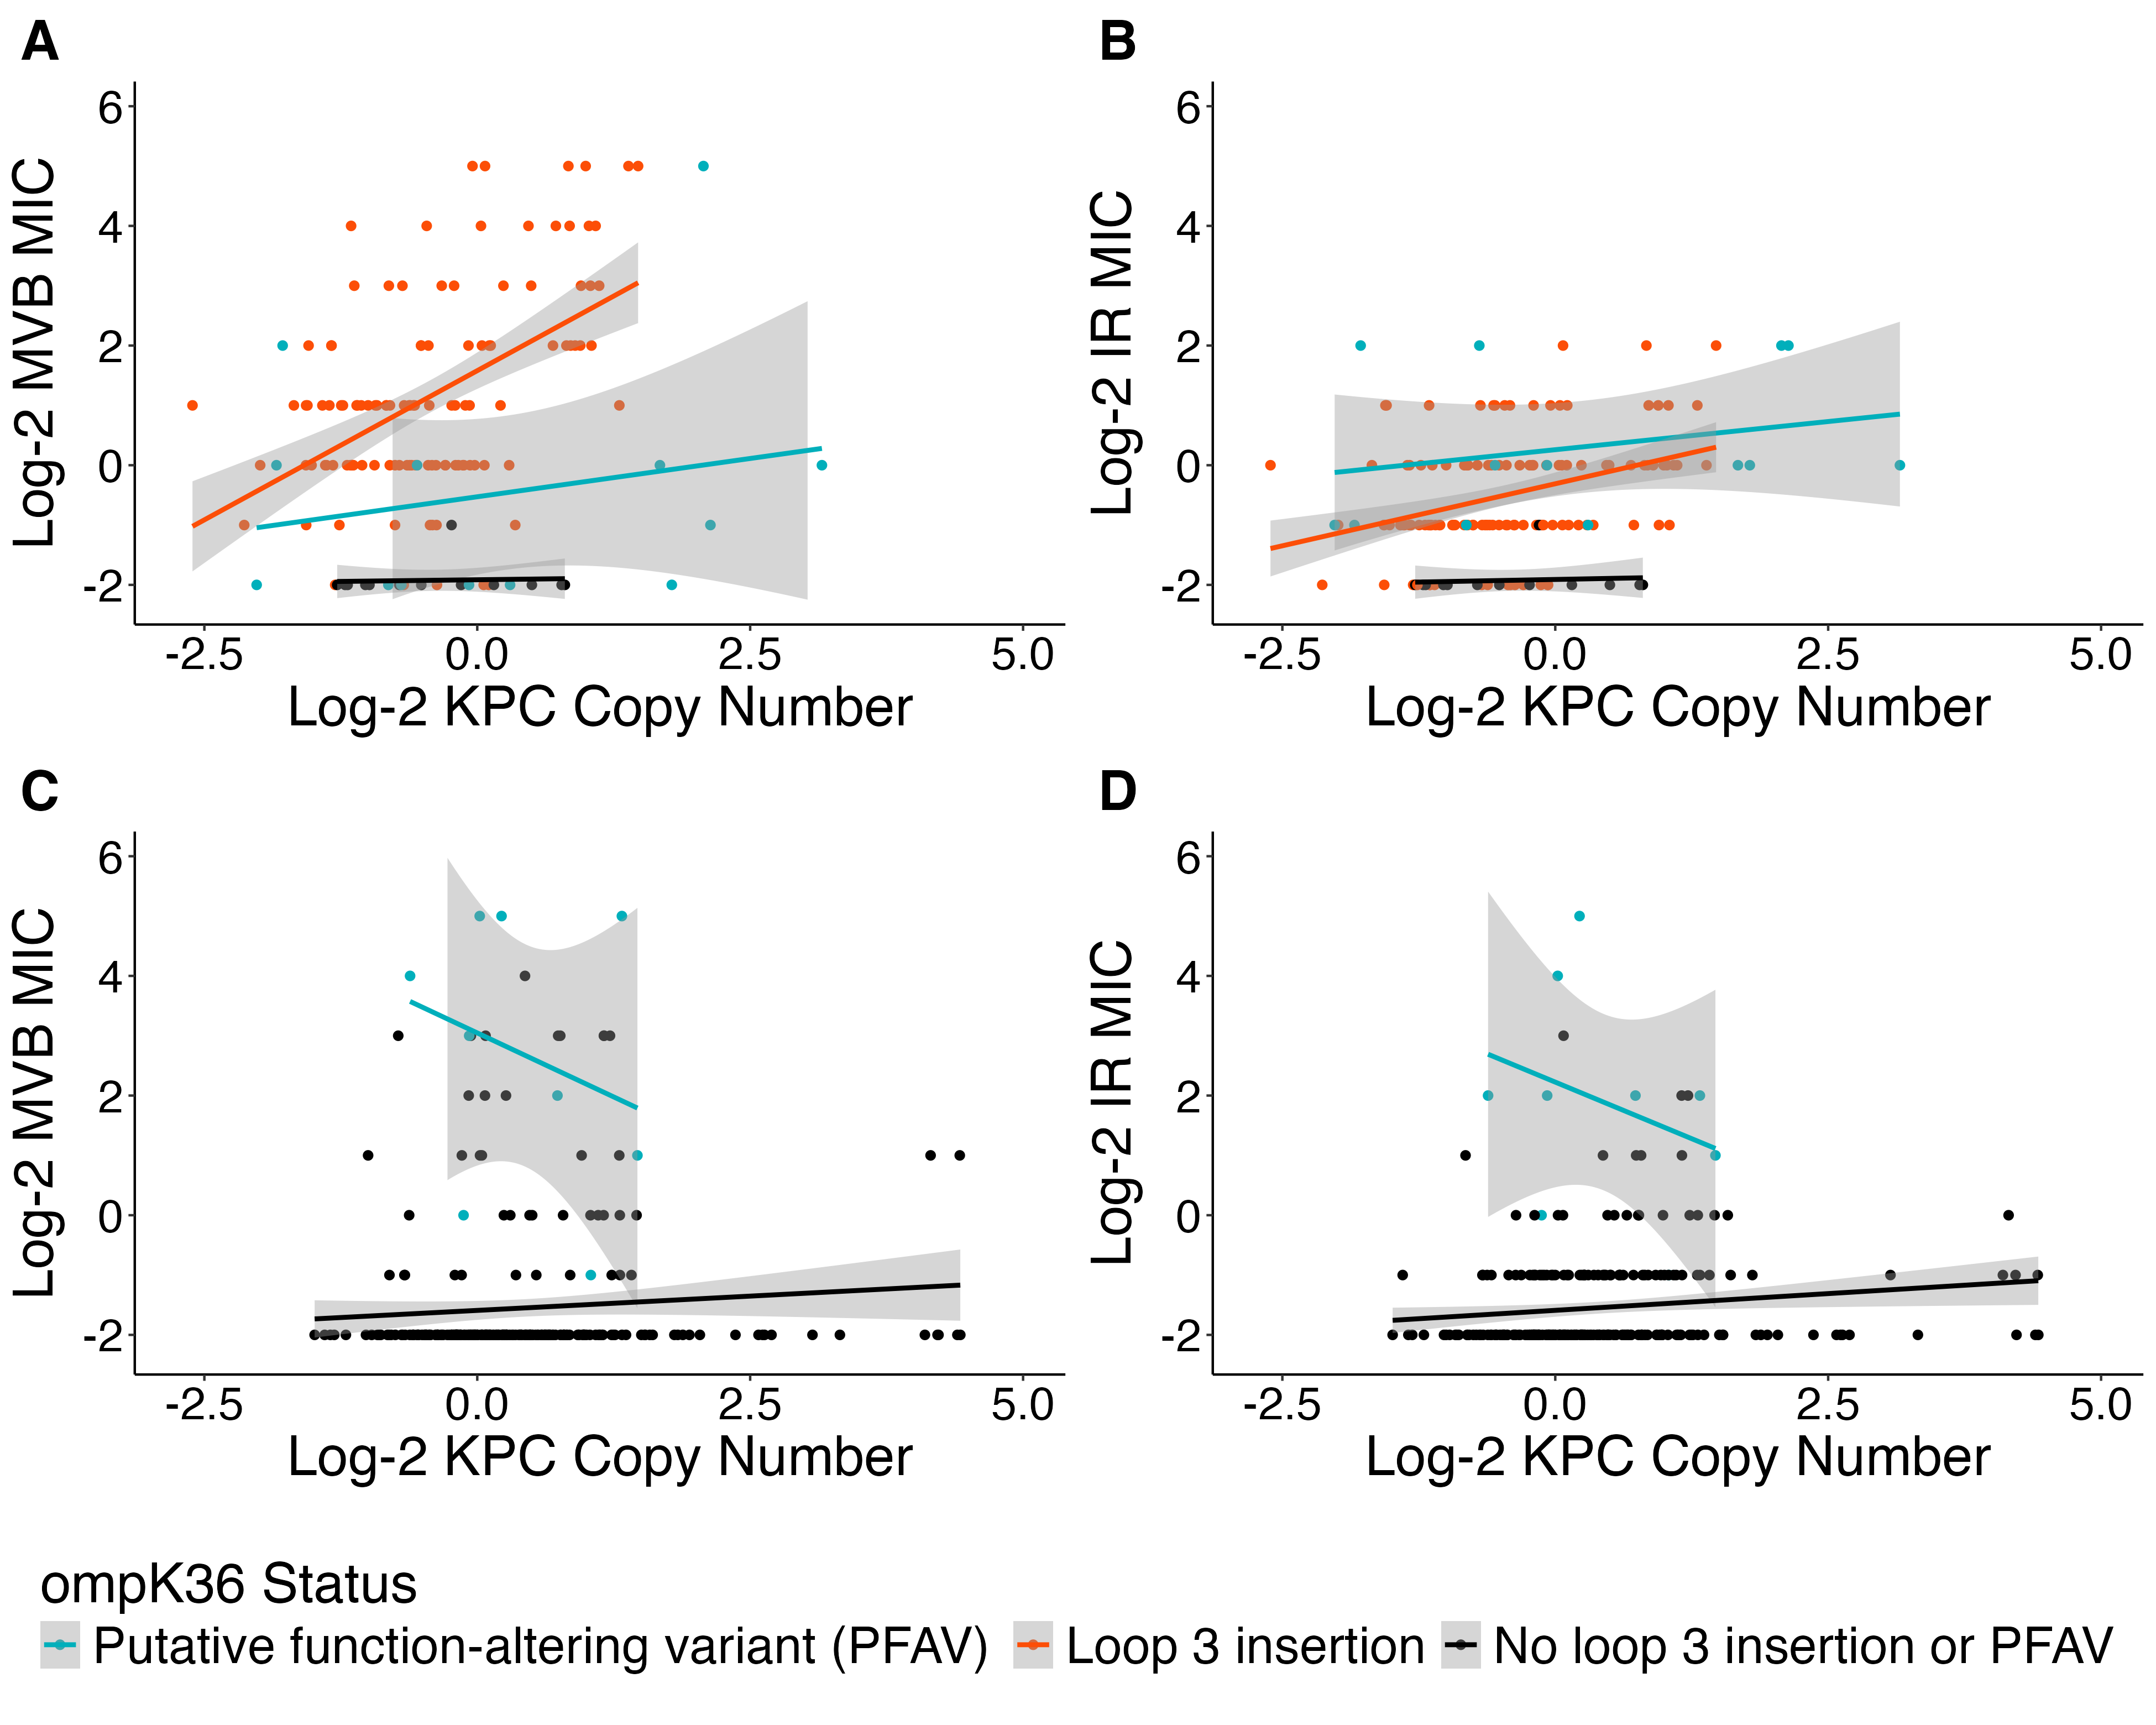 A
B
6
4
2
0
-2
Log-2 MVB MIC
-2.5 0.0 2.5 5.0
Log-2 KPC Copy Number
6
4
2
0
-2
Log-2 IR MIC
-2.5 0.0 2.5 5.0
Log-2 KPC Copy Number
C
D
6
4
2
0
-2
Log-2 MVB MIC
-2.5 0.0 2.5 5.0
Log-2 KPC Copy Number
6
4
2
0
-2
Log-2 IR MIC
-2.5 0.0 2.5 5.0
Log-2 KPC Copy Number
ompK36 Status
Putative function-altering variant (PFAV) Loop 3 insertion No loop 3 insertion or PFAV